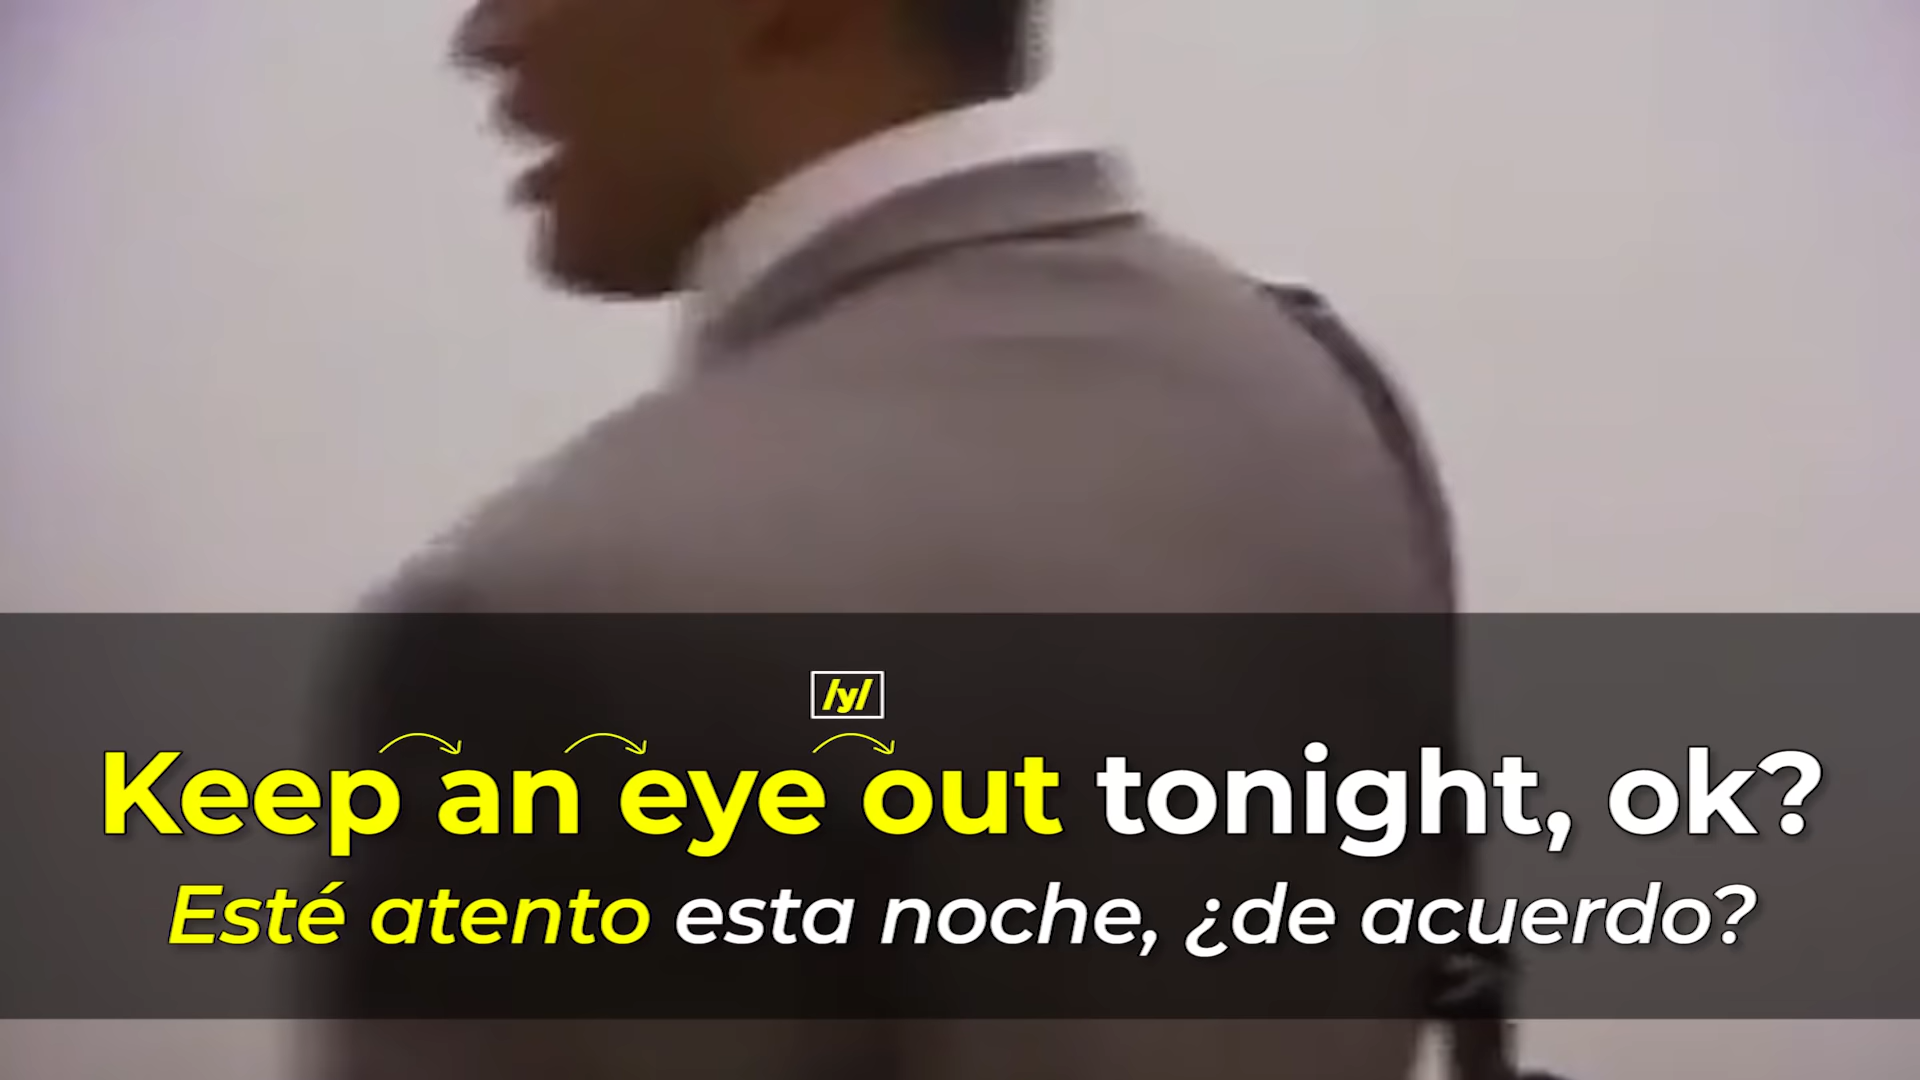 /y/
Keep an eye out tonight, ok?
Esté atento esta noche, ¿de acuerdo?